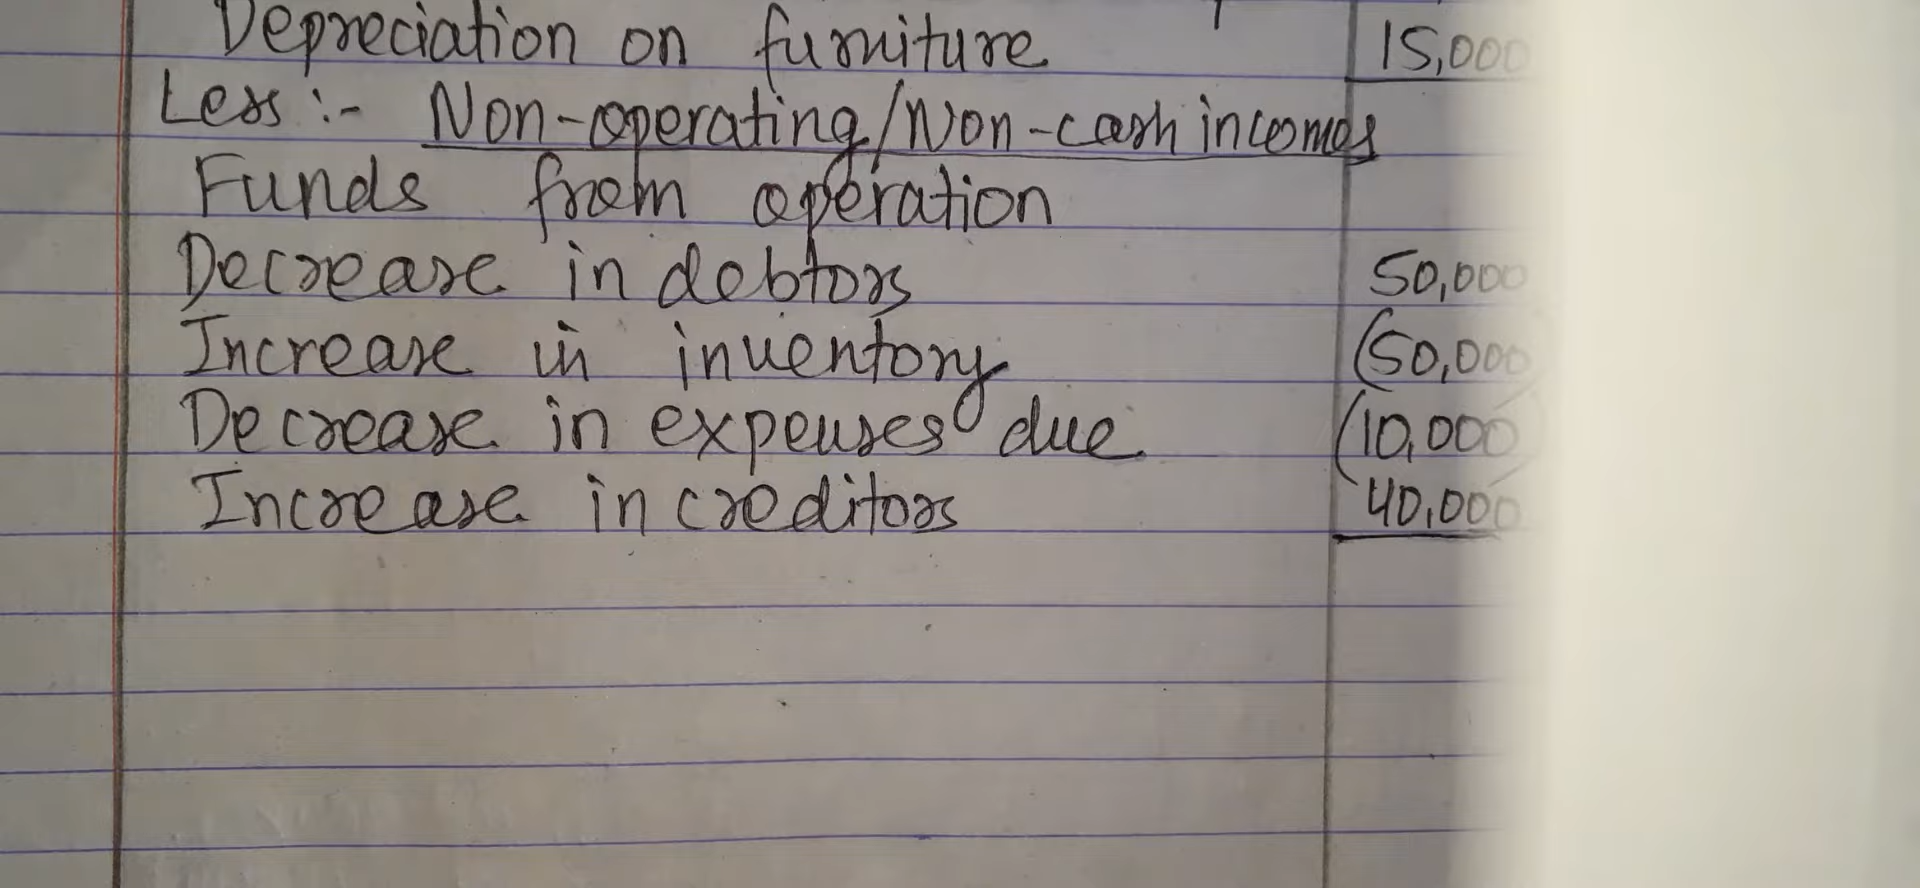 Depreciation on furniture 15,000
Less :- Non-operating/Non-cash incomes
Funds from operation
Decrease in debtors 50,000
Increase in inventory (50,000
Decrease in expenses due (10,000
Increase in creditors 40,000